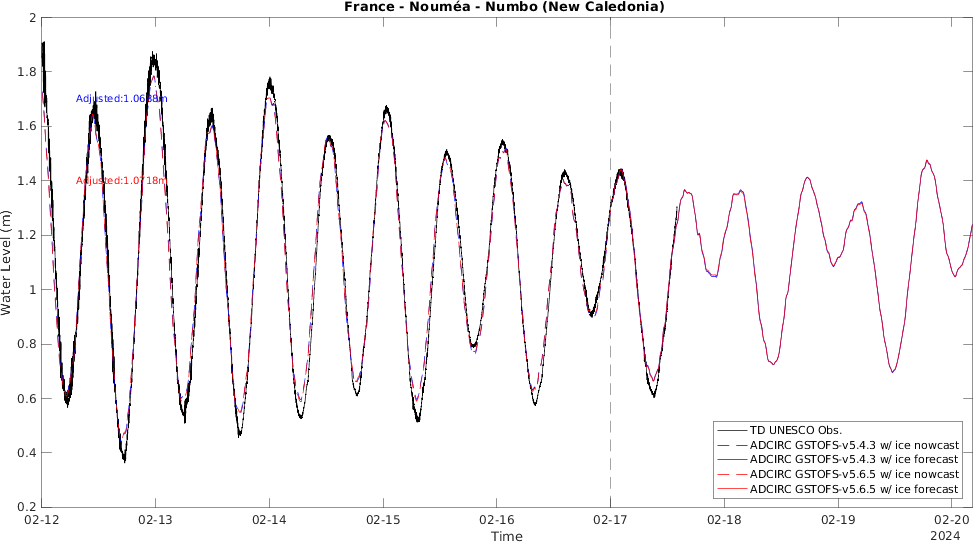 France - Nouméa - Numbo (New Caledonia)
2
1.8
1.6
1.4
1.2
1
0.8
0.6
0.4
0.2
Water Level (m)
Adjusted:1.0688m
Adjusted:1.0718m
TD UNESCO Obs.
ADCIRC GSTOFS-v5.4.3 w/ ice nowcast
ADCIRC GSTOFS-v5.4.3 w/ ice forecast
ADCIRC GSTOFS-v5.6.5 w/ ice nowcast
ADCIRC GSTOFS-v5.6.5 w/ ice forecast
02-12 02-13 02-14 02-15 02-16 02-17 02-18 02-19 02-20
2024
Time